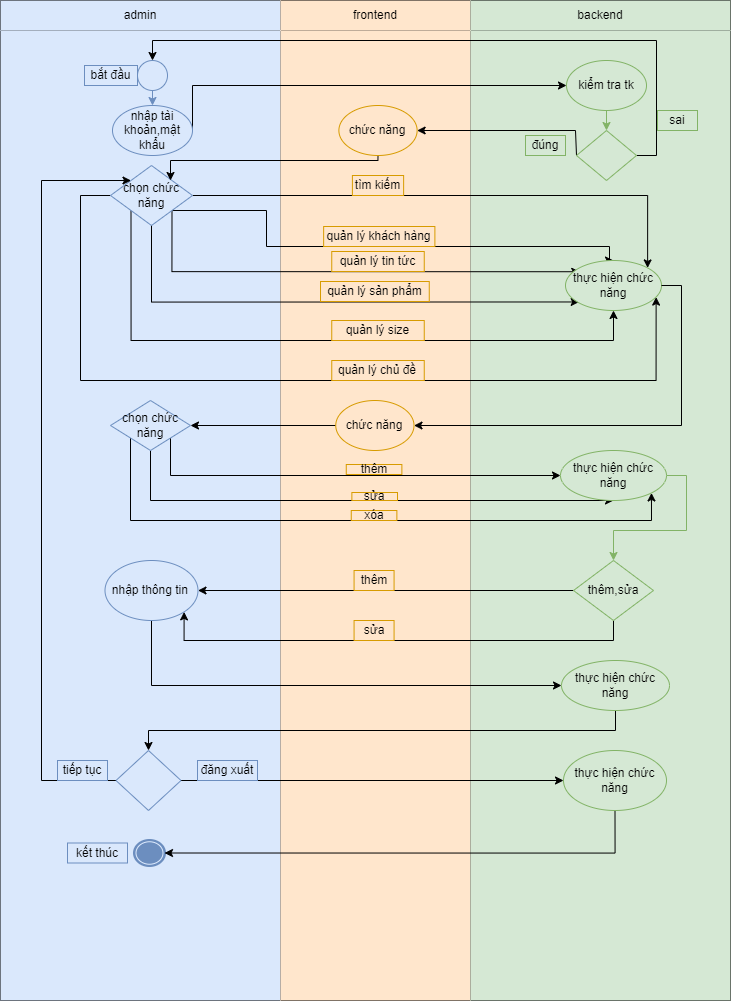 admin
frontend
backend
bắt đầu
kiểm tra tk
nhập tài
khoản,mật
khẩu
chức năng
sai
đúng
chọn chức
năng
tìm kiếm
quản lý khách hàng
quản lý tin tức
thực hiện chức
năng
quản lý sản phẩm
quản lý size
quản lý chủ đề
chọn chức
năng
chức năng
thêm
thực hiện chức
năng
sửa
xóa
nhập thông tin
thêm
thêm,sửa
sửa
thực hiện chức
năng
tiếp tục
đăng xuất
thực hiện chức
năng
kết thúc